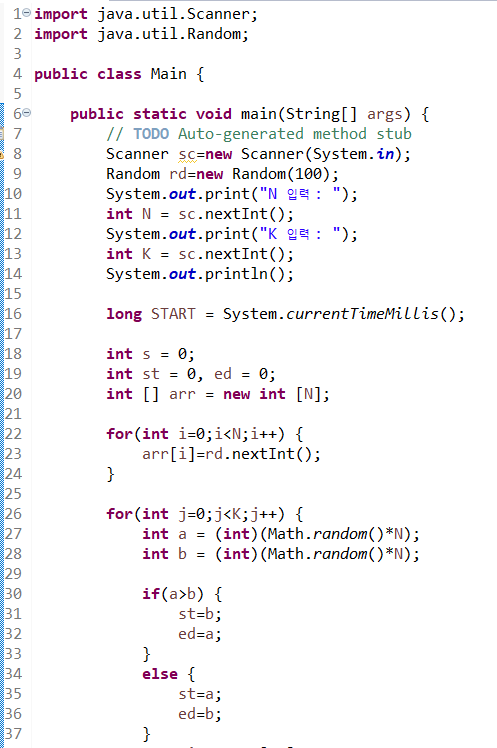 1 import java.util.Scanner;
2 import java.util.Random;
3
4 public class Main {
5
6     public static void main(String[] args) {
7         // TODO Auto-generated method stub
8         Scanner sc=new Scanner(System.in);
9         Random rd=new Random(100);
10         System.out.print("N 입력 : ");
11         int N = sc.nextInt();
12         System.out.print("K 입력 : ");
13         int K = sc.nextInt();
14         System.out.println();
15
16         long START = System.currentTimeMillis();
17
18         int s = 0;
19         int st = 0, ed = 0;
20         int [] arr = new int [N];
21
22         for(int i=0;i<N;i++) {
23             arr[i]=rd.nextInt();
24         }
25
26         for(int j=0;j<K;j++) {
27             int a = (int)(Math.random()*N);
28             int b = (int)(Math.random()*N);
29
30             if(a>b) {
31                 st=b;
32                 ed=a;
33             }
34             else {
35                 st=a;
36                 ed=b;
37             }